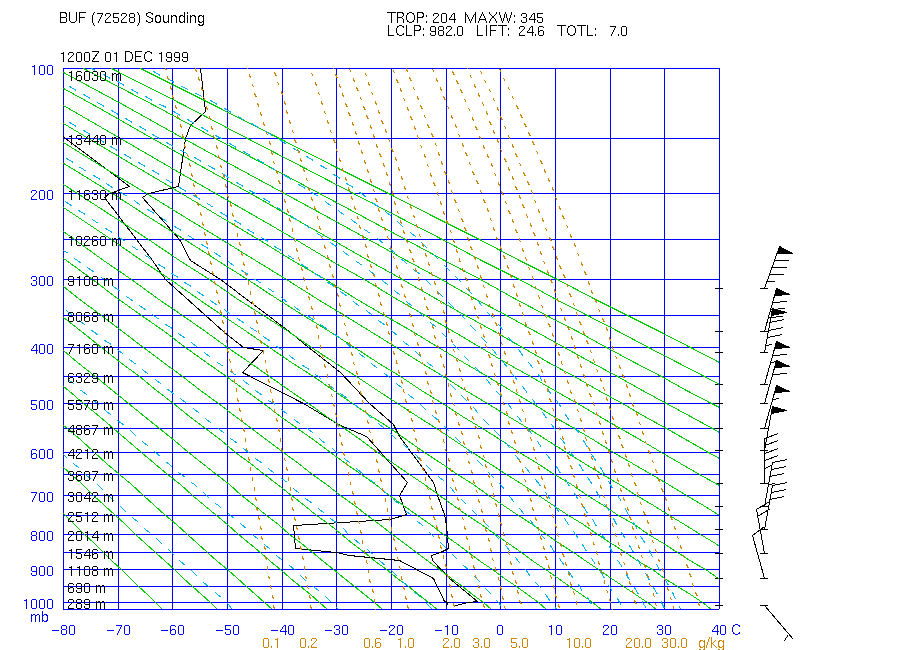 BUF (72528) Sounding
TROP: 204 MAXW: 345
LCLP: 982.0 LIFT: 24.6 TOTL: 7.0
1200Z 01 DEC 1999
100
16030 m
13440 m
200
11630 m
10260 m
300
9106 m
8068 m
400
7160 m
6329 m
500
5570 m
4867 m
600
4212 m
3607 m
700
3042 m
2512 m
800
2014 m
1546 m
900
1108 m
690 m
1000
289 m
mb
−80 −70 −60 −50 −40 −30 −20 −10 0 10 20 30 40 C
0.1 0.2 0.6 1.0 2.0 3.0 5.0 10.0 20.0 30.0 g/kg